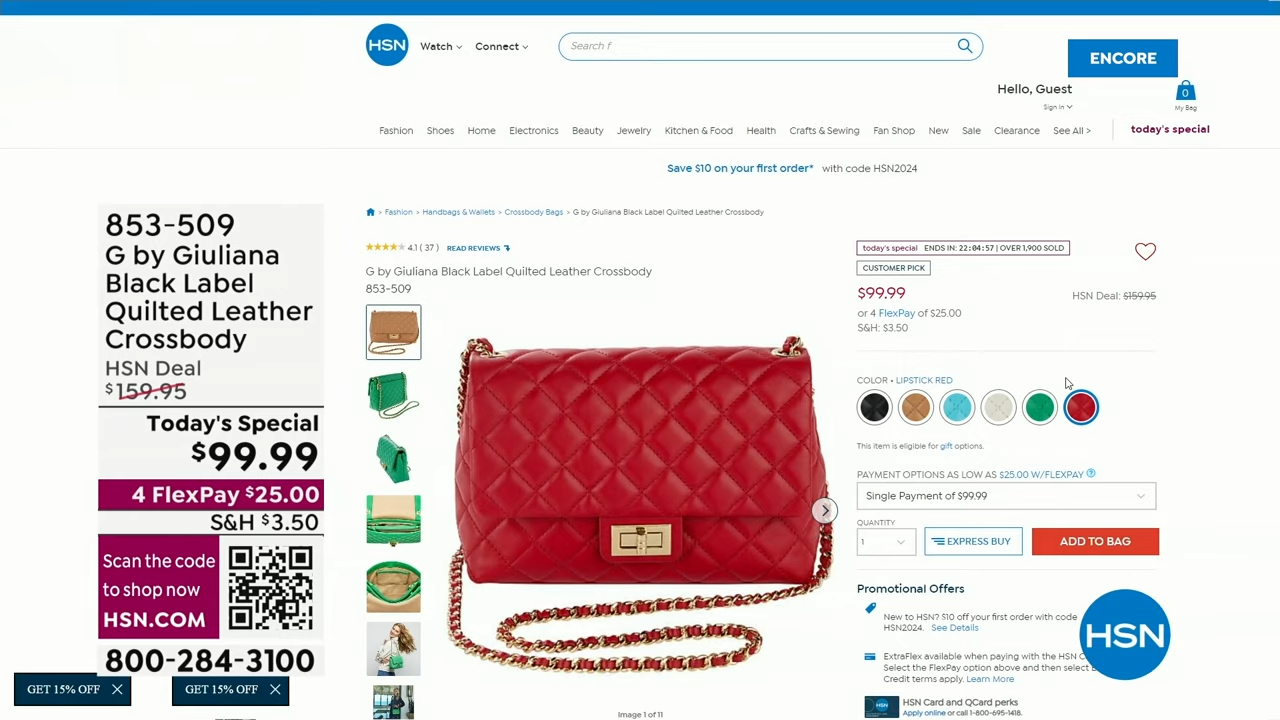 HSN
Watch
Connect
Search f
ENCORE
Hello, Guest
Sign in
0
My Bag
Fashion
Shoes
Home
Electronics
Beauty
Jewelry
Kitchen & Food
Health
Crafts & Sewing
Fan Shop
New
Sale
Clearance
See All >
today's special
Save $10 on your first order* with code HSN2024
853-509
G by Giuliana
Black Label
Quilted Leather
Crossbody
HSN Deal
$159.95
Today's Special
$99.99
4 FlexPay $25.00
S&H $3.50
Scan the code
to shop now
HSN.COM
800-284-3100
GET 15% OFF
GET 15% OFF
> Fashion > Handbags & Wallets > Crossbody Bags > G by Giuliana Black Label Quilted Leather Crossbody
4.1 ( 37 ) READ REVIEWS
G by Giuliana Black Label Quilted Leather Crossbody
853-509
Image 1 of 11
today's special ENDS IN: 22:04:57 | OVER 1,900 SOLD
CUSTOMER PICK
$99.99
HSN Deal: $159.95
or 4 FlexPay of $25.00
S&H: $3.50
COLOR • LIPSTICK RED
This item is eligible for gift options.
PAYMENT OPTIONS AS LOW AS $25.00 W/FLEXPAY
Single Payment of $99.99
QUANTITY
1
EXPRESS BUY
ADD TO BAG
Promotional Offers
New to HSN? $10 off your first order with code
HSN2024. See Details
ExtraFlex available when paying with the HSN C
Select the FlexPay option above and then select
Credit terms apply. Learn More
HSN
HSN
HSN Card and QCard perks
Apply online or call 1-800-695-1418.